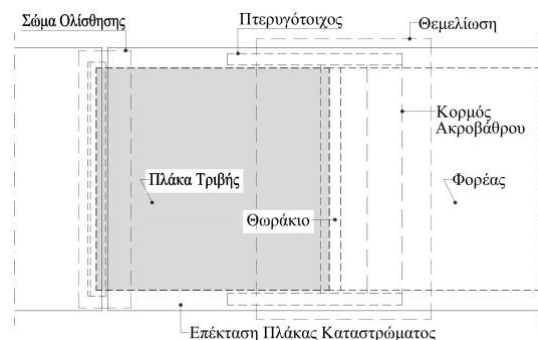 Σώμα Ολίσθησης
Πτερυγότοιχος
Θεμελίωση
Κορμός
Ακροβάθρου
Πλάκα Τριβής
Φορέας
Θωράκιο
Επέκταση Πλάκας Καταστρώματος